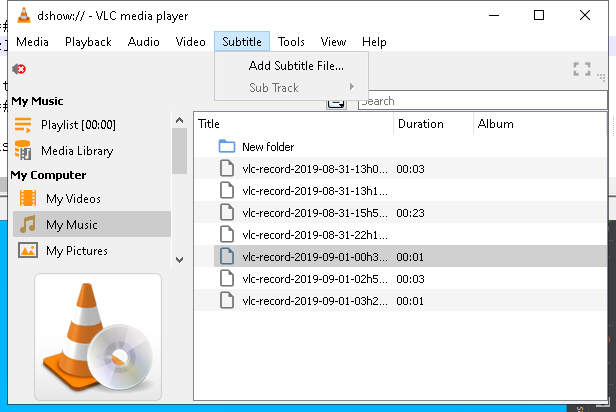 dshow:// - VLC media player
Media Playback Audio Video Subtitle Tools View Help
Add Subtitle File...
Sub Track
My Music
Search
Playlist [00:00]
Title Duration Album
Media Library
New folder
My Computer
vlc-record-2019-08-31-13h0... 00:03
My Videos
vlc-record-2019-08-31-13h1...
My Music
vlc-record-2019-08-31-15h5... 00:23
vlc-record-2019-08-31-22h1...
My Pictures
vlc-record-2019-09-01-00h3... 00:01
vlc-record-2019-09-01-02h5... 00:03
vlc-record-2019-09-01-03h2... 00:01